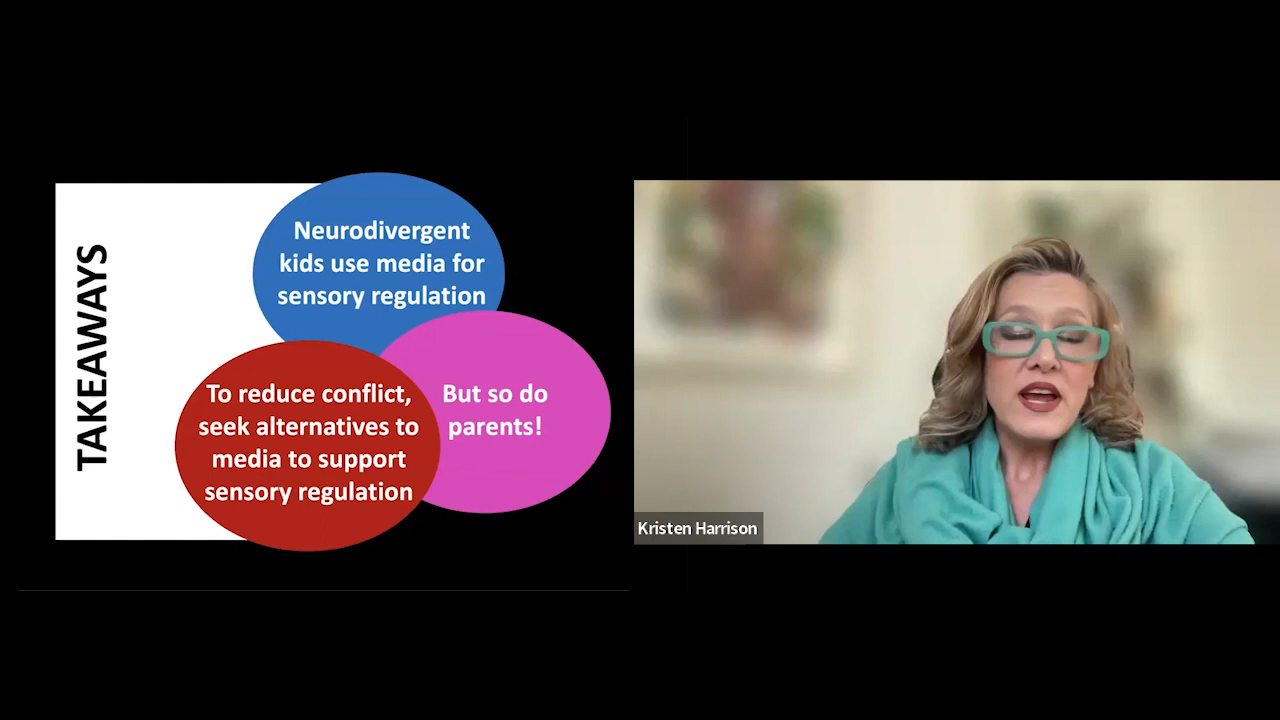 TAKEAWAYS
Neurodivergent
kids use media for
sensory regulation
But so do
parents!
To reduce conflict,
seek alternatives to
media to support
sensory regulation
Kristen Harrison